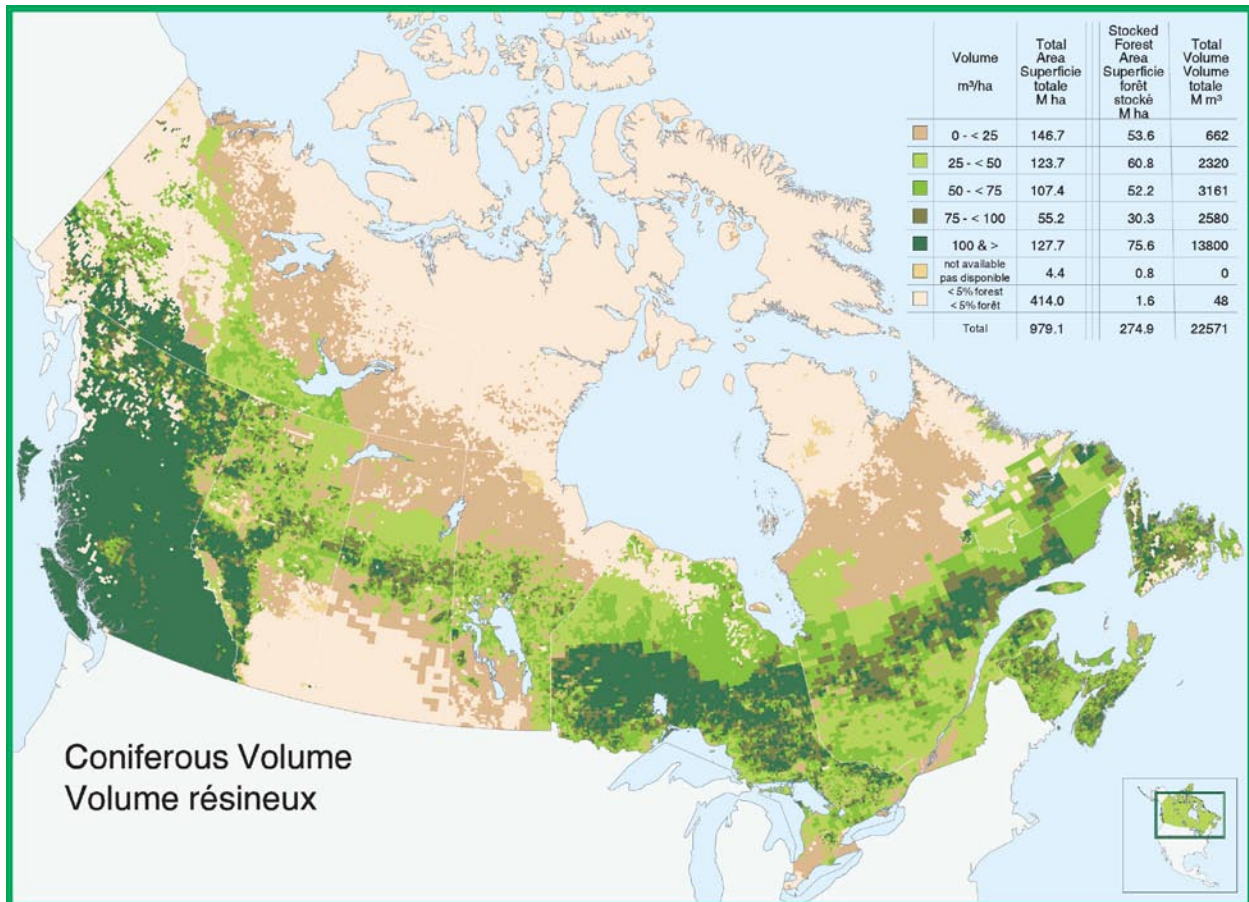 Volume
m³/ha
Total
Area
Superficie
totale
M ha
Stocked
Forest
Area
Superficie
forêt
stocké
M ha
Total
Volume
Volume
totale
M m³
0 - < 25 146.7 53.6 662
25 - < 50 123.7 60.8 2320
50 - < 75 107.4 52.2 3161
75 - < 100 55.2 30.3 2580
100 & > 127.7 75.6 13800
not available
pas disponible 4.4 0.8 0
< 5% forest
< 5% forêt 414.0 1.6 48
Total 979.1 274.9 22571
Coniferous Volume
Volume résineux